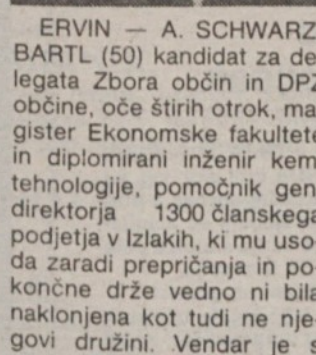 ERVIN — A. SCHWARZ
BARTL (50) kandidat za de
legata Zbora občin in DPZ
občine, oče štirih otrok, ma
gister Ekonomske fakultete
in diplomirani inženir kem
tehnologije, pomočnik gen
direktorja 1300 članskega
podjetja v Izlakih, ki mu uso-
da zaradi prepričanja in po-
končne drže vedno ni bila
naklonjena kot tudi ne nje-
govi družini. Vendar je s